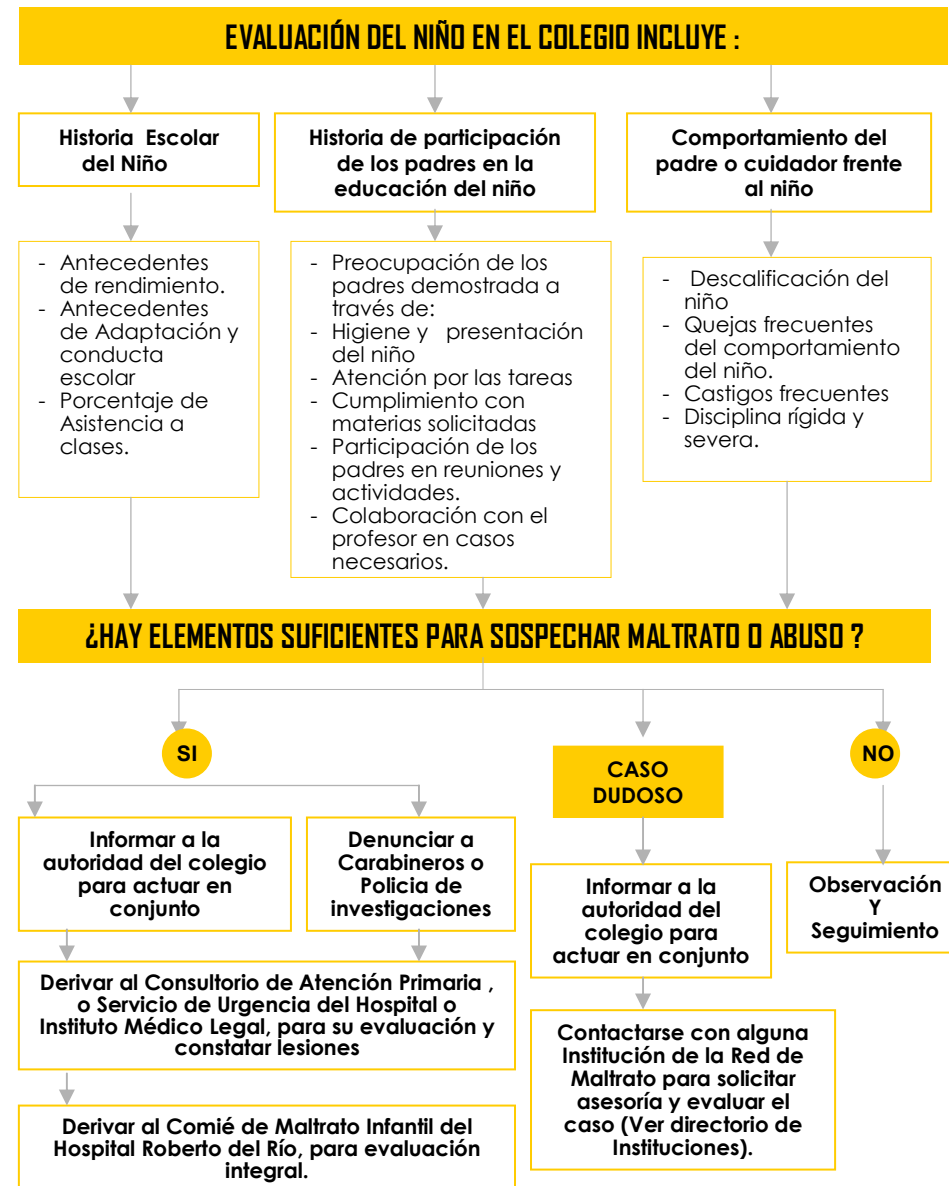 EVALUACIÓN DEL NIÑO EN EL COLEGIO INCLUYE :
Historia Escolar
del Niño
Historia de participación
de los padres en la
educación del niño
Comportamiento del
padre o cuidador frente
al niño
- Antecedentes
de rendimiento.
- Antecedentes
de Adaptación y
conducta
escolar
- Porcentaje de
Asistencia a
clases.
- Preocupación de los
padres demostrada a
través de:
- Higiene y presentación
del niño
- Atención por las tareas
- Cumplimiento con
materias solicitadas
- Participación de los
padres en reuniones y
actividades.
- Colaboración con el
profesor en casos
necesarios.
- Descalificación del
niño
- Quejas frecuentes
del comportamiento
del niño.
- Castigos frecuentes
- Disciplina rígida y
severa.
¿HAY ELEMENTOS SUFICIENTES PARA SOSPECHAR MALTRATO O ABUSO ?
SI
CASO
DUDOSO
NO
Informar a la
autoridad del colegio
para actuar en
conjunto
Denunciar a
Carabineros o
Policia de
investigaciones
Informar a la
autoridad del
colegio para
actuar en conjunto
Observación
Y
Seguimiento
Derivar al Consultorio de Atención Primaria ,
o Servicio de Urgencia del Hospital o
Instituto Médico Legal, para su evaluación y
constatar lesiones
Contactarse con alguna
Institución de la Red de
Maltrato para solicitar
asesoría y evaluar el
caso (Ver directorio de
Instituciones).
Derivar al Comié de Maltrato Infantil del
Hospital Roberto del Río, para evaluación
integral.